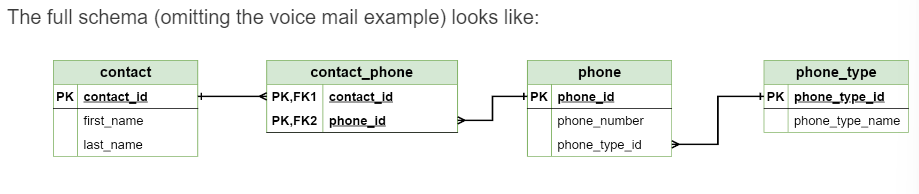 The full schema (omitting the voice mail example) looks like:
contact
PK contact_id
first_name
last_name
contact_phone
PK,FK1 contact_id
PK,FK2 phone_id
phone
PK phone_id
phone_number
phone_type_id
phone_type
PK phone_type_id
phone_type_name